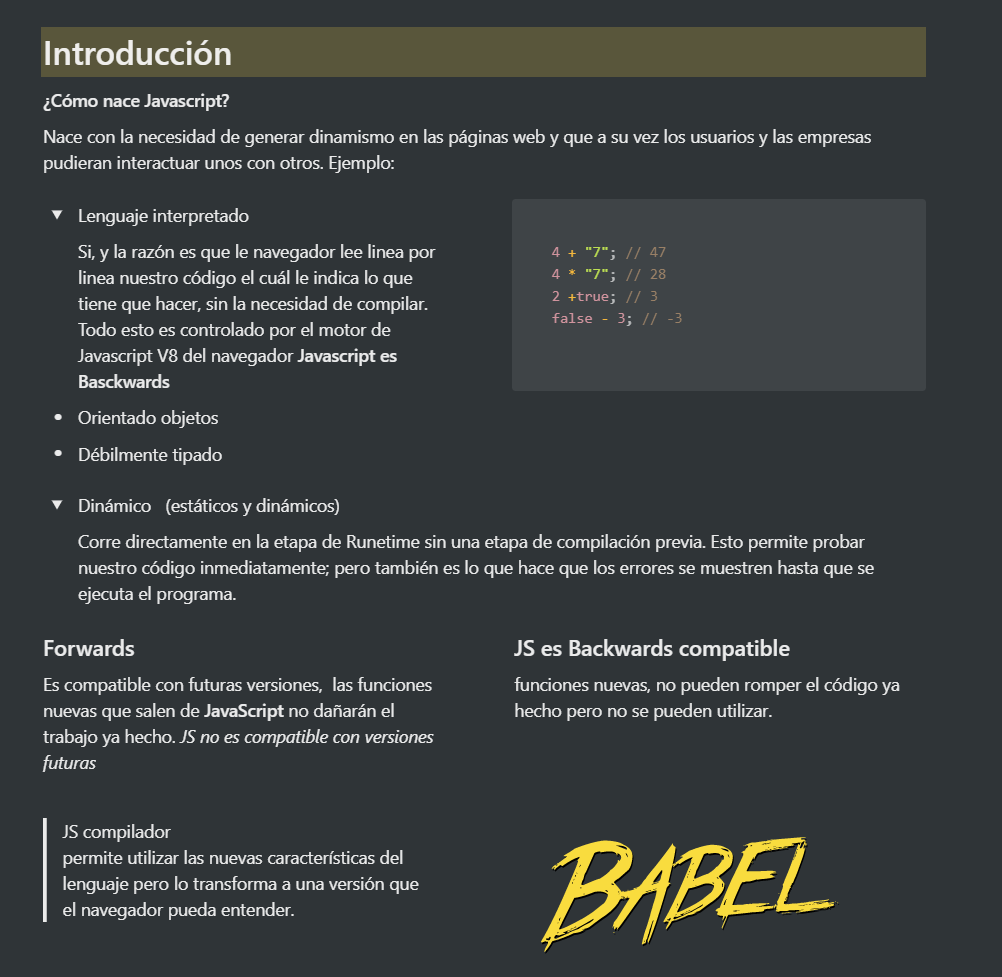 Introducción
¿Cómo nace Javascript?
Nace con la necesidad de generar dinamismo en las páginas web y que a su vez los usuarios y las empresas
pudieran interactuar unos con otros. Ejemplo:
Lenguaje interpretado
Si, y la razón es que le navegador lee linea por
linea nuestro código el cuál le indica lo que
tiene que hacer, sin la necesidad de compilar.
Todo esto es controlado por el motor de
Javascript V8 del navegador Javascript es
Basckwards
Orientado objetos
Débilmente tipado
4 + "7"; // 47
4 * "7"; // 28
2 +true; // 3
false - 3; // -3
Dinámico (estáticos y dinámicos)
Corre directamente en la etapa de Runetime sin una etapa de compilación previa. Esto permite probar
nuestro código inmediatamente; pero también es lo que hace que los errores se muestren hasta que se
ejecuta el programa.
Forwards
Es compatible con futuras versiones, las funciones
nuevas que salen de JavaScript no dañarán el
trabajo ya hecho. JS no es compatible con versiones
futuras
JS es Backwards compatible
funciones nuevas, no pueden romper el código ya
hecho pero no se pueden utilizar.
JS compilador
permite utilizar las nuevas características del
lenguaje pero lo transforma a una versión que
el navegador pueda entender.
BABEL